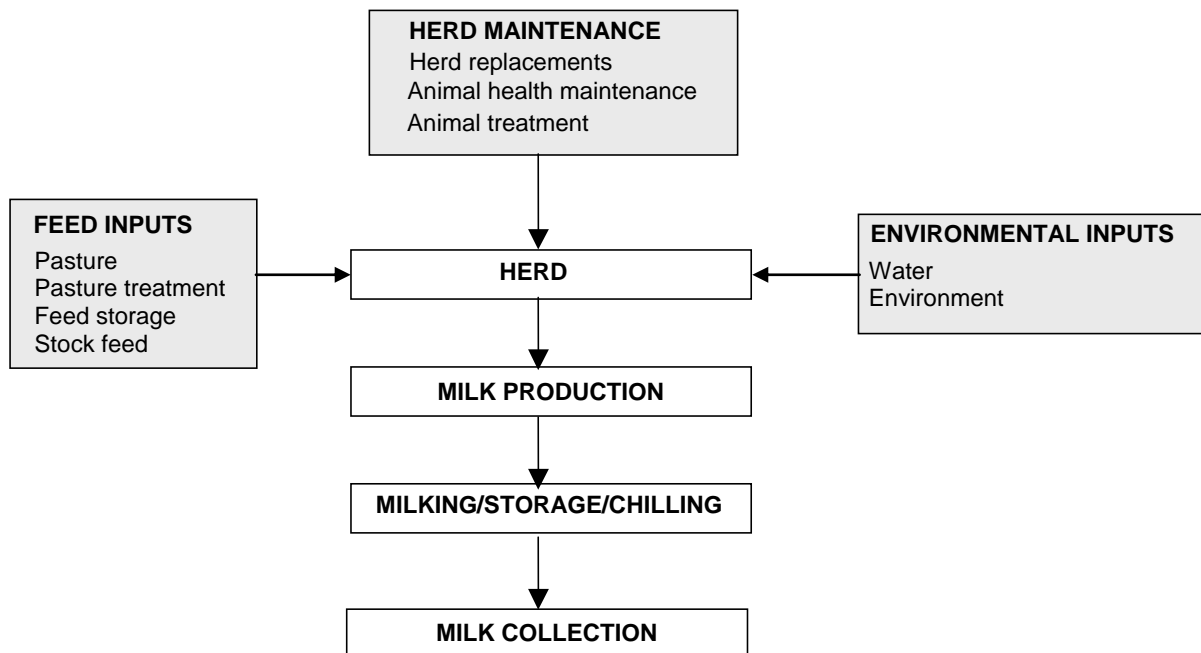 HERD MAINTENANCE
Herd replacements
Animal health maintenance
Animal treatment
FEED INPUTS
Pasture
Pasture treatment
Feed storage
Stock feed
HERD
ENVIRONMENTAL INPUTS
Water
Environment
MILK PRODUCTION
MILKING/STORAGE/CHILLING
MILK COLLECTION